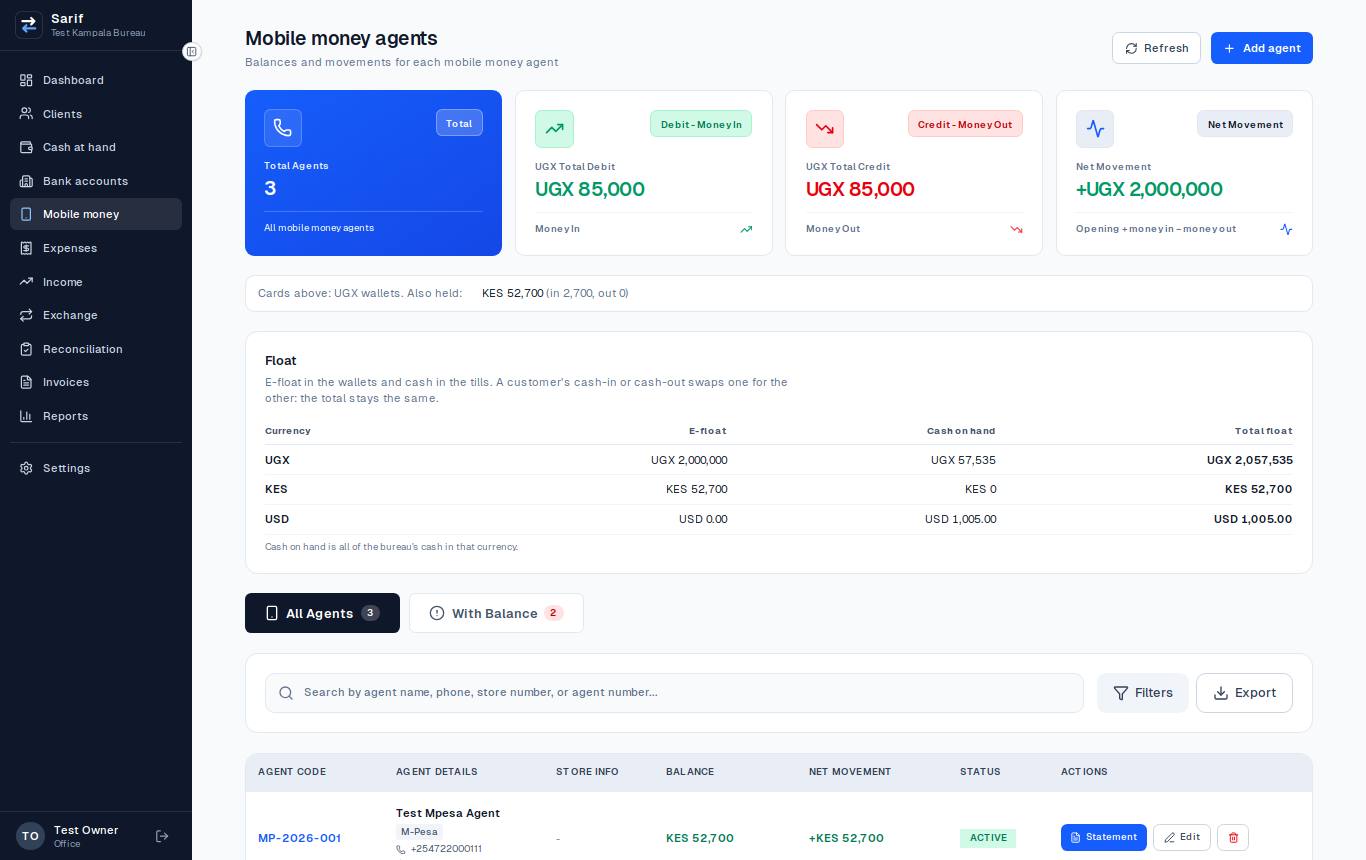 Sarif
Test Kampala Bureau
Dashboard
Clients
Cash at hand
Bank accounts
Mobile money
Expenses
Income
Exchange
Reconciliation
Invoices
Reports
Settings
TO
Test Owner
Office
Mobile money agents
Balances and movements for each mobile money agent
Refresh
Add agent
Total
Total Agents
3
All mobile money agents
Debit - Money In
UGX Total Debit
UGX 85,000
Money In
Credit - Money Out
UGX Total Credit
UGX 85,000
Money Out
Net Movement
Net Movement
+UGX 2,000,000
Opening + money in − money out
Cards above: UGX wallets. Also held: KES 52,700 (in 2,700, out 0)
Float
E-float in the wallets and cash in the tills. A customer's cash-in or cash-out swaps one for the
other: the total stays the same.
Currency E-float Cash on hand Total float
UGX UGX 2,000,000 UGX 57,535 UGX 2,057,535
KES KES 52,700 KES 0 KES 52,700
USD USD 0.00 USD 1,005.00 USD 1,005.00
Cash on hand is all of the bureau's cash in that currency.
All Agents 3
With Balance 2
Search by agent name, phone, store number, or agent number...
Filters
Export
AGENT CODE AGENT DETAILS STORE INFO BALANCE NET MOVEMENT STATUS ACTIONS
Test Mpesa Agent
M-Pesa
MP-2026-001 - KES 52,700 +KES 52,700 ACTIVE Statement Edit
+254722000111